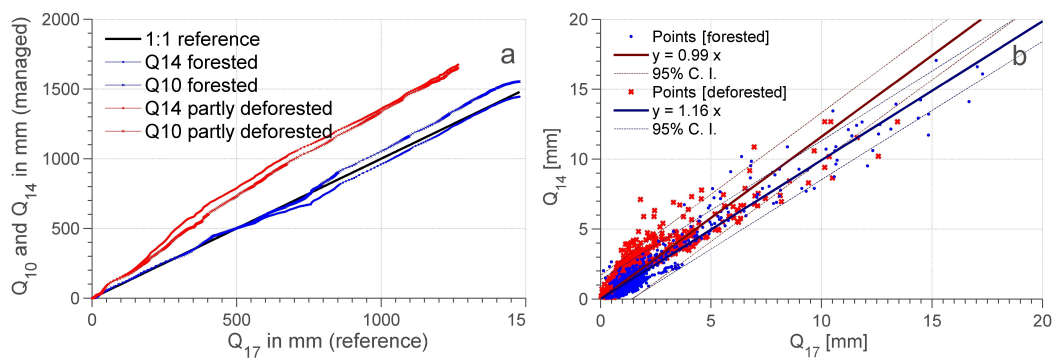 2000
1500
1000
500
0
Q10 and Q14 in mm (managed)
a
1:1 reference
Q14 forested
Q10 forested
Q14 partly deforested
Q10 partly deforested
0 500 1000 15
Q17 in mm (reference)
20
15
10
5
0
Q14 [mm]
b
Points [forested]
y = 0.99 x
95% C. I.
Points [deforested]
y = 1.16 x
95% C. I.
0 5 10 15 20
Q17 [mm]